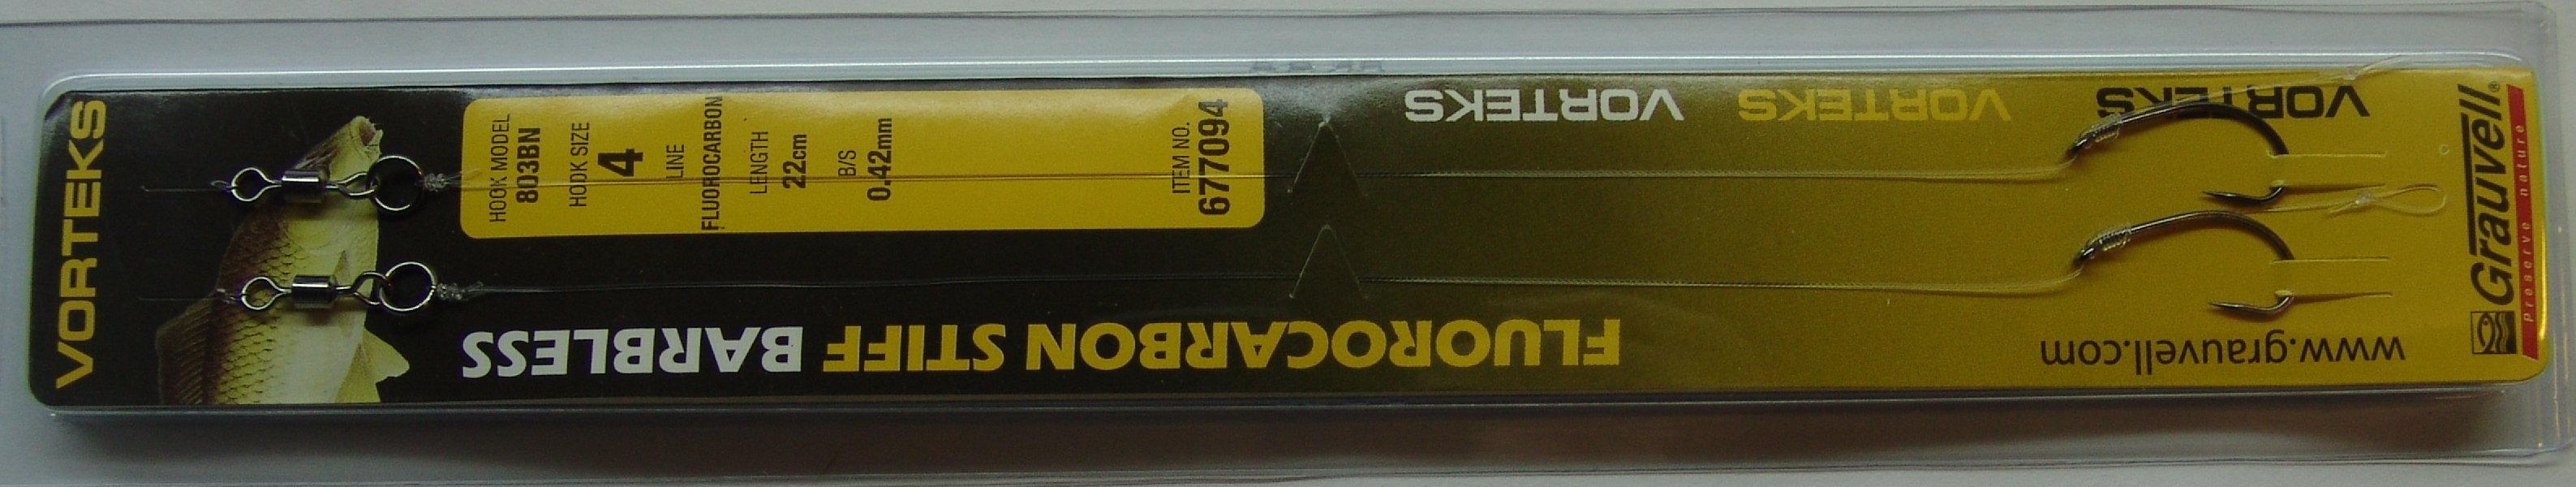 VORTEKS
HOOK MODEL
803BN
HOOK SIZE
4
LINE
FLUOROCARBON
LENGTH
22cm
B/S
0.42mm
ITEM NO.
677094
VORTEKS VORTEKS VORTEKS
FLUOROCARBON STIFF BARBLESS
www.grauvell.com
Grauvell®
Preserve nature